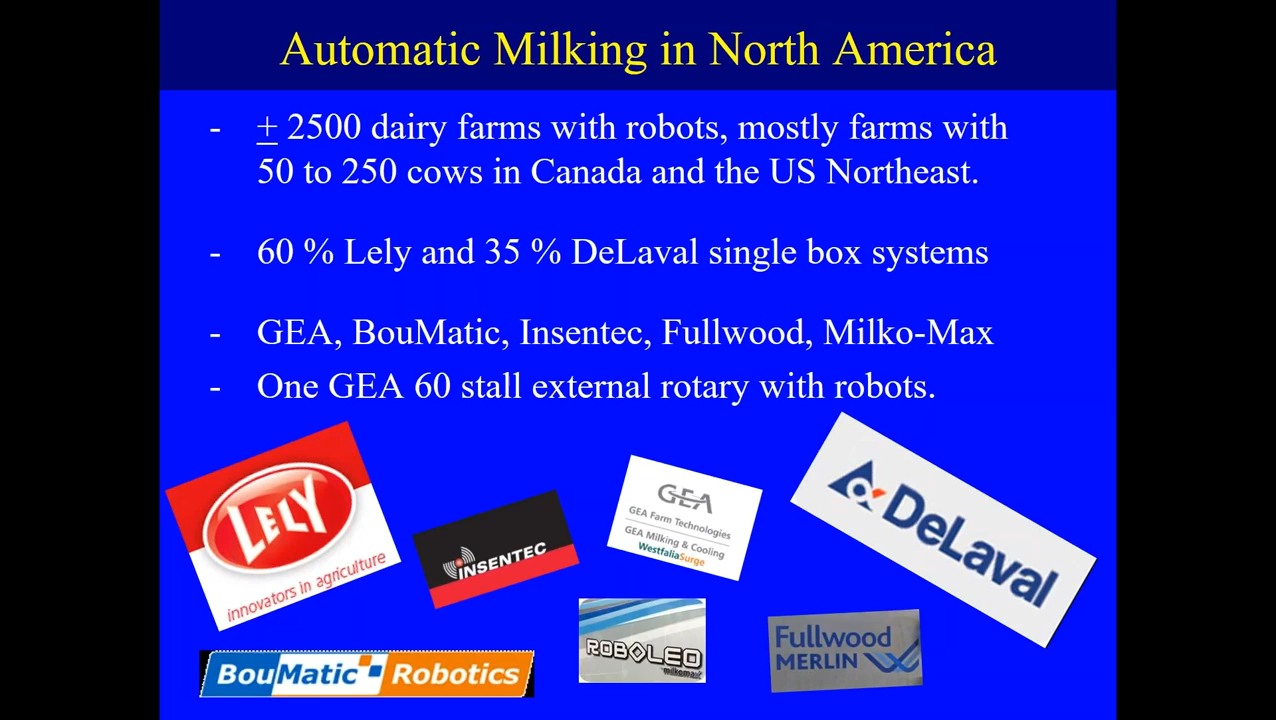 Automatic Milking in North America
- ± 2500 dairy farms with robots, mostly farms with
50 to 250 cows in Canada and the US Northeast.
- 60 % Lely and 35 % DeLaval single box systems
- GEA, BouMatic, Insentec, Fullwood, Milko-Max
- One GEA 60 stall external rotary with robots.
LELY
innovators in agriculture
INSENTEC
GEA
GEA Farm Technologies
GEA Milking & Cooling
WestfaliaSurge
DeLaval
BouMatic Robotics
ROBOLEO
milkomax
Fullwood
MERLIN